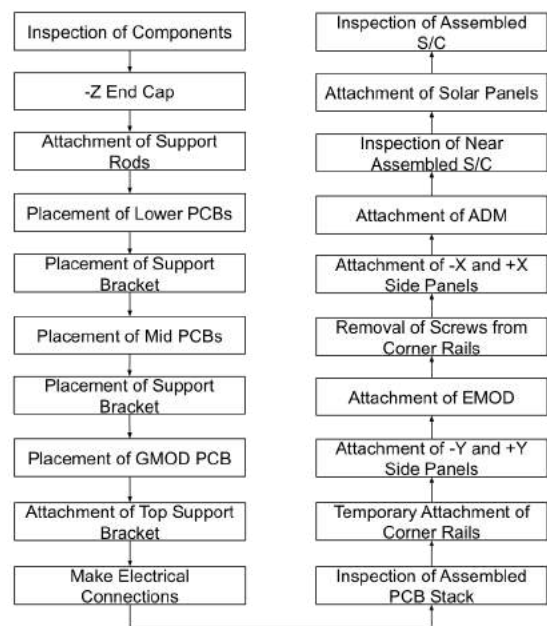 Inspection of Components
-Z End Cap
Attachment of Support
Rods
Placement of Lower PCBs
Placement of Support
Bracket
Placement of Mid PCBs
Placement of Support
Bracket
Placement of GMOD PCB
Attachment of Top Support
Bracket
Make Electrical
Connections
Inspection of Assembled
PCB Stack
Temporary Attachment of
Corner Rails
Attachment of -Y and +Y
Side Panels
Attachment of EMOD
Removal of Screws from
Corner Rails
Attachment of -X and +X
Side Panels
Attachment of ADM
Inspection of Near
Assembled S/C
Attachment of Solar Panels
Inspection of Assembled
S/C